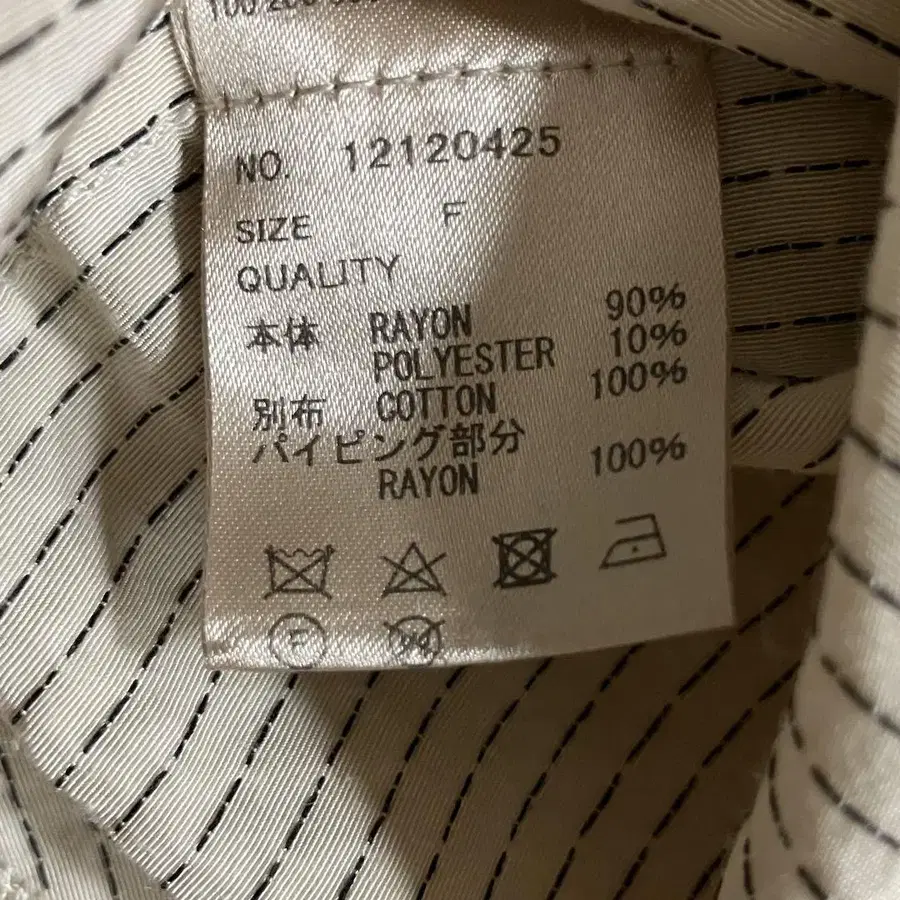 NO. 12120425
SIZE F
QUALITY
本体 RAYON 90%
POLYESTER 10%
別布 COTTON 100%
パイピング部分
RAYON 100%
F
W